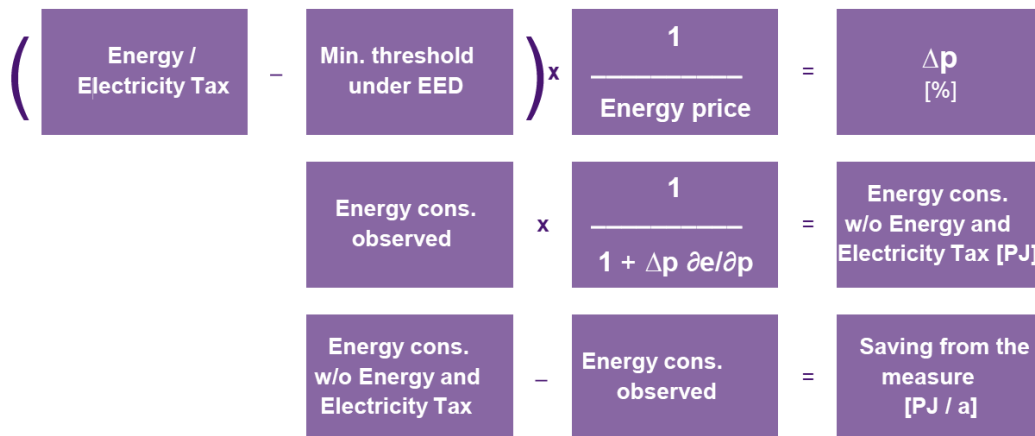 ( Energy / Electricity Tax – Min. threshold under EED ) x 1 / Energy price = Δp [%]
Energy cons. observed x 1 / 1 + Δp ∂e/∂p = Energy cons. w/o Energy and Electricity Tax [PJ]
Energy cons. w/o Energy and Electricity Tax – Energy cons. observed = Saving from the measure [PJ / a]